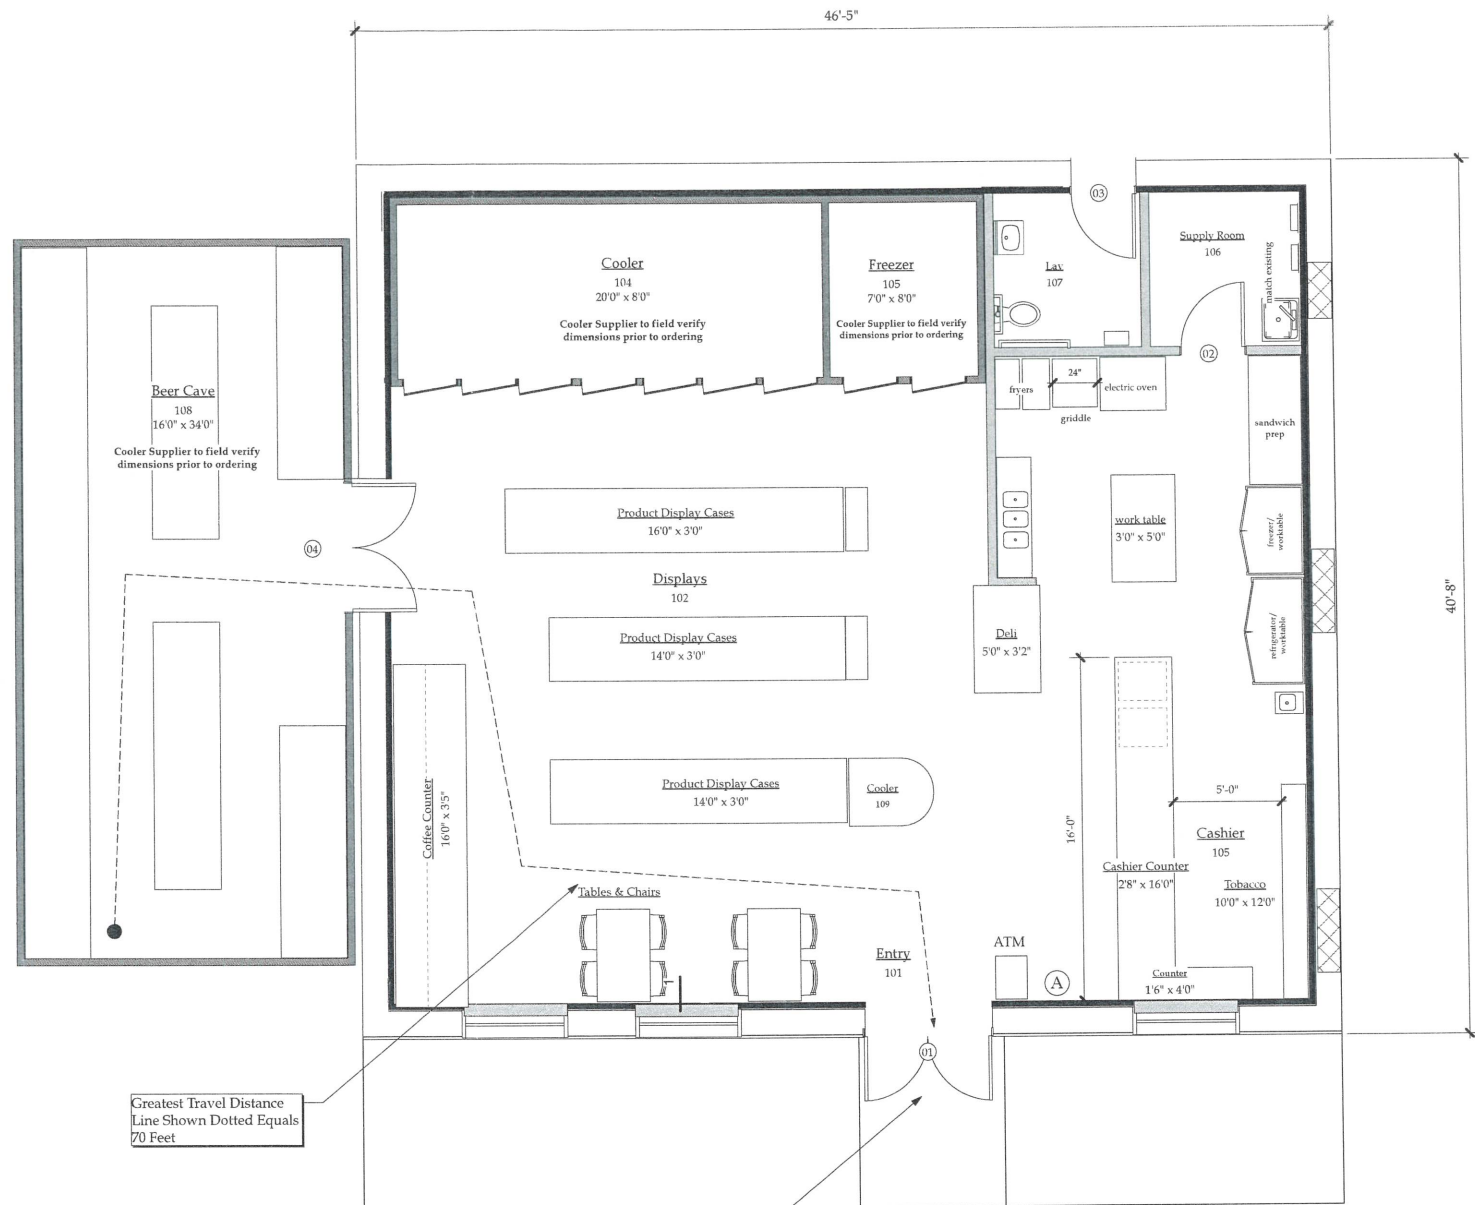 46'-5"
03
Supply Room
106
match existing
Cooler
104
20'0" x 8'0"
Cooler Supplier to field verify
dimensions prior to ordering
Freezer
105
7'0" x 8'0"
Cooler Supplier to field verify
dimensions prior to ordering
Lav
107
02
Beer Cave
108
16'0" x 34'0"
Cooler Supplier to field verify
dimensions prior to ordering
fryers
24"
griddle
electric oven
sandwich
prep
Product Display Cases
16'0" x 3'0"
work table
3'0" x 5'0"
freezer/
worktable
04
Displays
102
40'-8"
Product Display Cases
14'0" x 3'0"
Deli
5'0" x 3'2"
refrigerator/
worktable
Coffee Counter
16'0" x 3'5"
Product Display Cases
14'0" x 3'0"
Cooler
109
16'-0"
5'-0"
Cashier
105
Cashier Counter
2'8" x 16'0"
Tobacco
10'0" x 12'0"
Tables & Chairs
Entry
101
ATM
A
Counter
1'6" x 4'0"
1
01
Greatest Travel Distance
Line Shown Dotted Equals
70 Feet